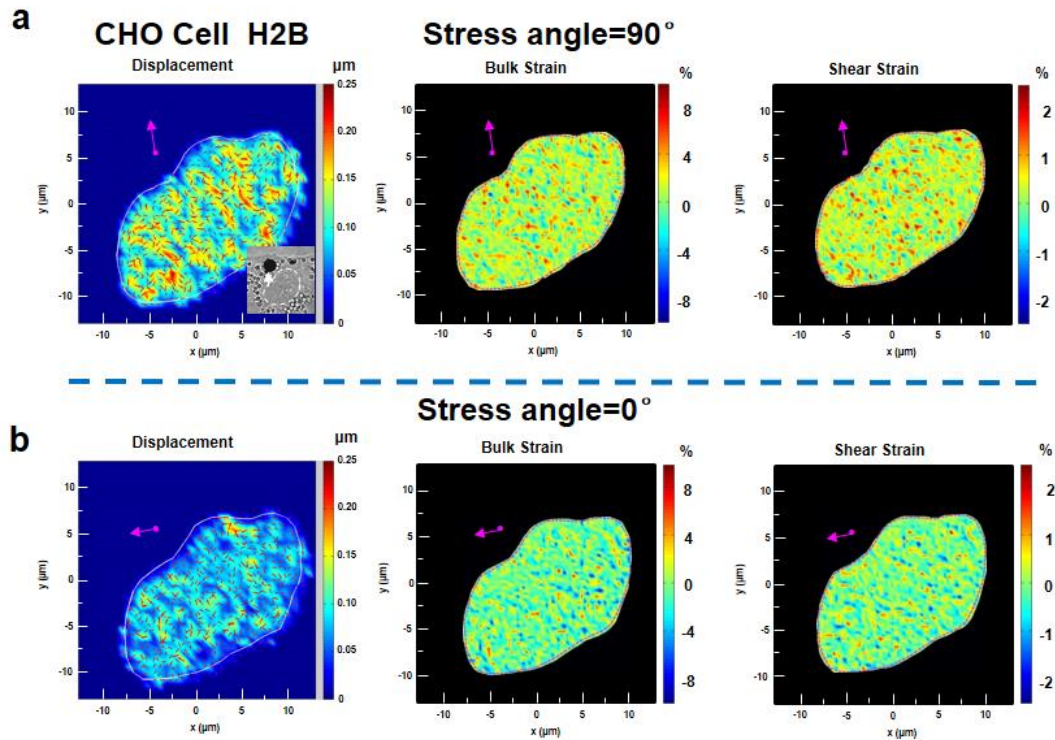 a
CHO Cell H2B
Stress angle=90°
Displacement
μm
Bulk Strain
%
Shear Strain
%
0.25
0.20
0.15
0.10
0.05
0
10
5
0
-5
-10
y (μm)
-10 -5 0 5 10
x (μm)
8
4
0
-4
-8
10
5
0
-5
-10
y (μm)
-10 -5 0 5 10
x (μm)
2
1
0
-1
-2
10
5
0
-5
-10
y (μm)
-10 -5 0 5 10
x (μm)
b
Stress angle=0°
Displacement
μm
Bulk Strain
%
Shear Strain
%
0.25
0.20
0.15
0.10
0.05
0
10
5
0
-5
-10
y (μm)
-10 -5 0 5 10
x (μm)
8
4
0
-4
-8
10
5
0
-5
-10
y (μm)
-10 -5 0 5 10
x (μm)
2
1
0
-1
-2
10
5
0
-5
-10
y (μm)
-10 -5 0 5 10
x (μm)